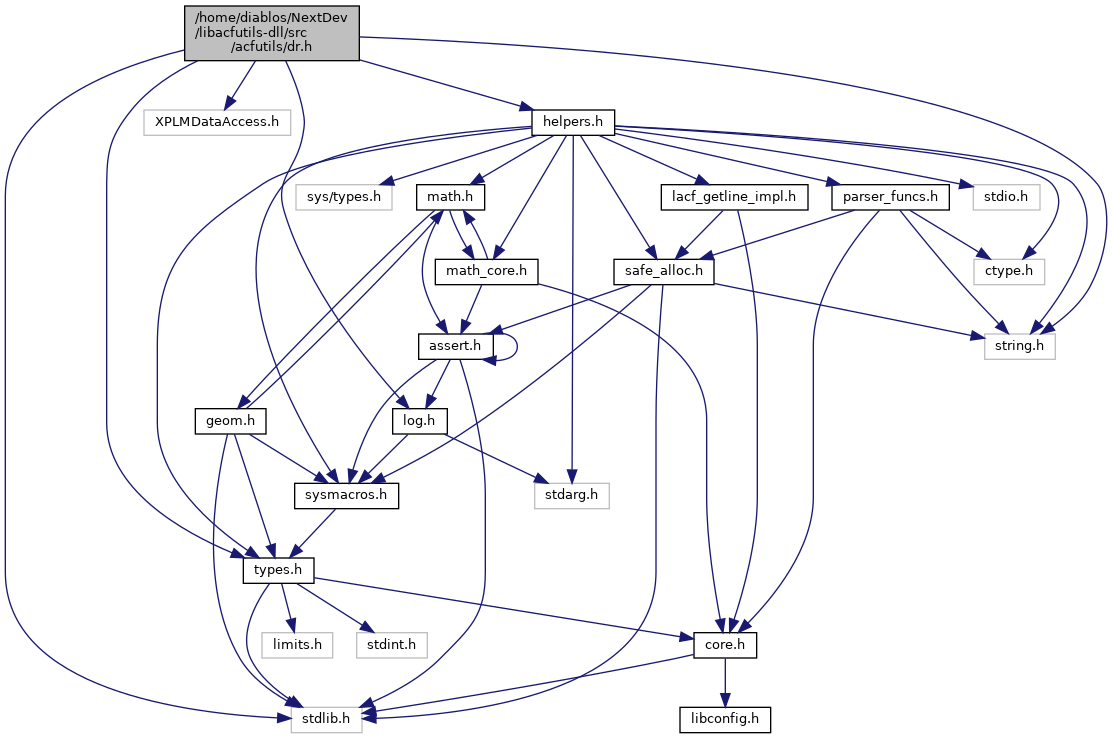 /home/diablos/NextDev
/libacfutils-dll/src
/acfutils/dr.h
XPLMDataAccess.h
helpers.h
sys/types.h
math.h
lacf_getline_impl.h
parser_funcs.h
stdio.h
math_core.h
safe_alloc.h
ctype.h
assert.h
string.h
geom.h
log.h
sysmacros.h
stdarg.h
types.h
limits.h
stdint.h
core.h
stdlib.h
libconfig.h